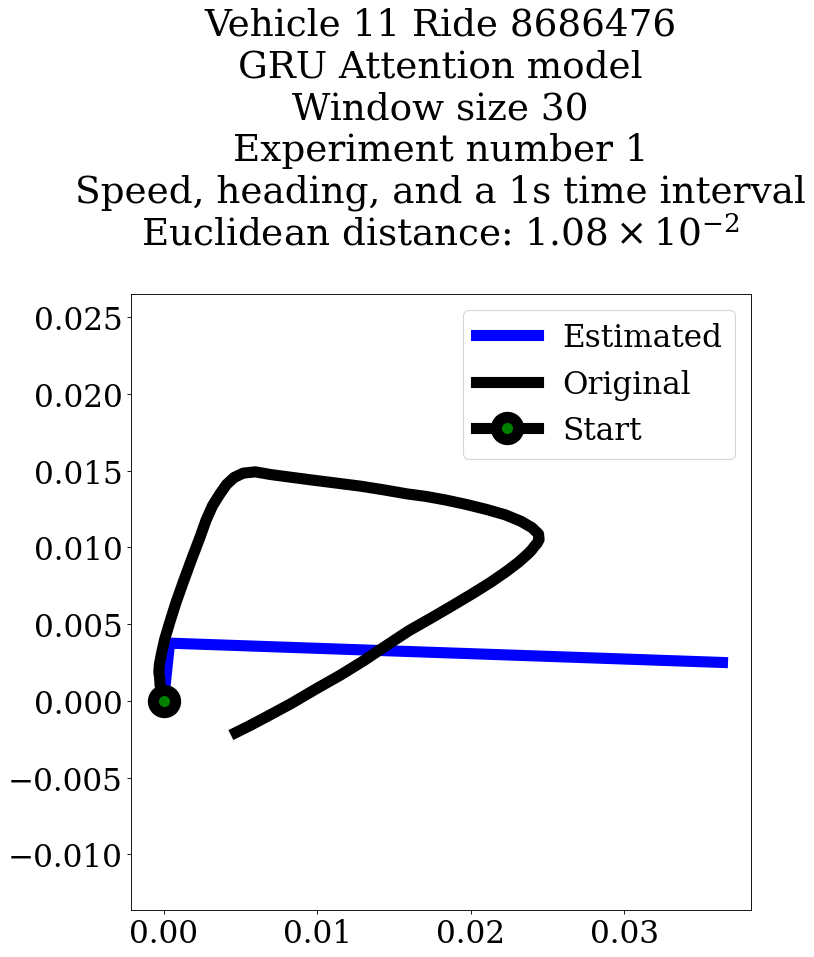 Vehicle 11 Ride 8686476
GRU Attention model
Window size 30
Experiment number 1
Speed, heading, and a 1s time interval
Euclidean distance: 1.08 × 10⁻²
Estimated
Original
Start
0.025
0.020
0.015
0.010
0.005
0.000
−0.005
−0.010
0.00 0.01 0.02 0.03